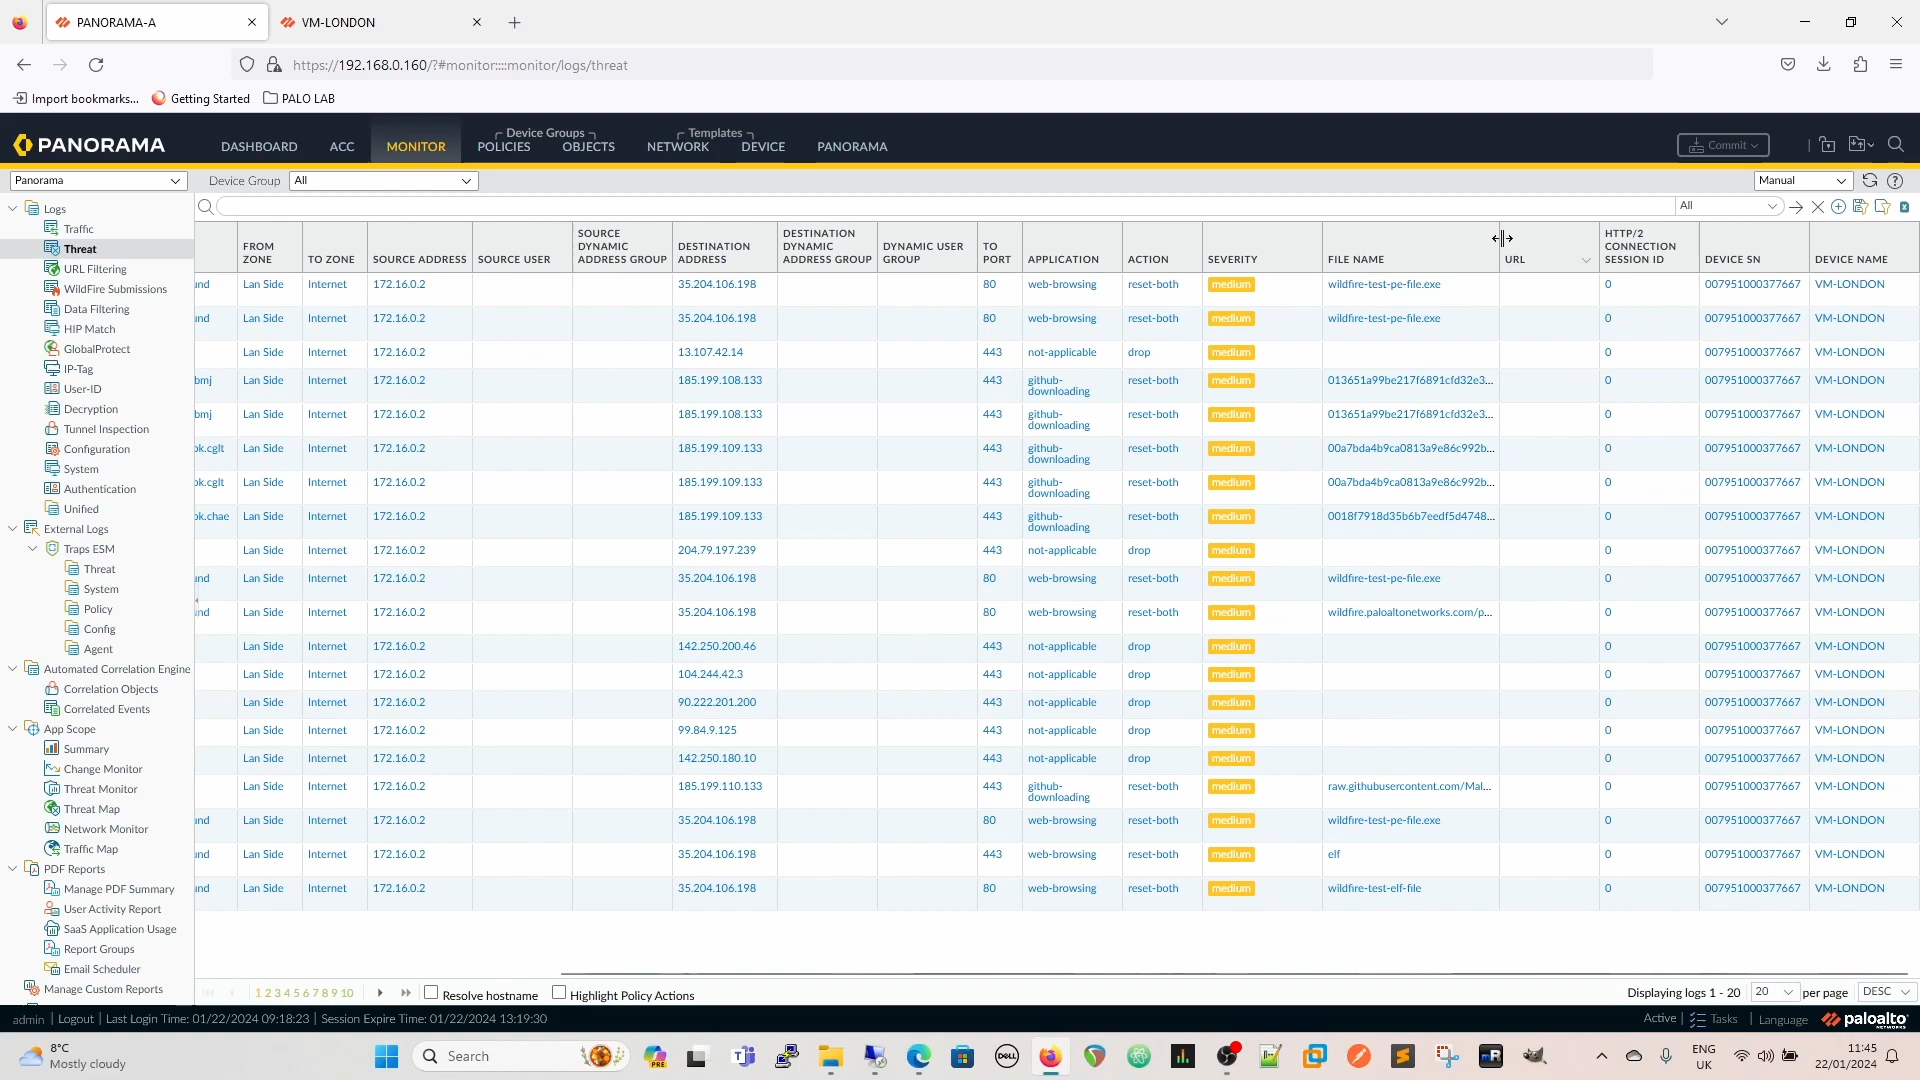 PANORAMA-A
VM-LONDON
https://192.168.0.160/?#monitor::::monitor/logs/threat
Import bookmarks...
Getting Started
PALO LAB
PANORAMA
DASHBOARD
ACC
MONITOR
Device Groups
POLICIES
OBJECTS
Templates
NETWORK
DEVICE
PANORAMA
Commit
Panorama
Device Group
All
Manual
Logs
Traffic
Threat
URL Filtering
WildFire Submissions
Data Filtering
HIP Match
GlobalProtect
IP-Tag
User-ID
Decryption
Tunnel Inspection
Configuration
System
Authentication
Unified
External Logs
Traps ESM
Threat
System
Policy
Config
Agent
Automated Correlation Engine
Correlation Objects
Correlated Events
App Scope
Summary
Change Monitor
Threat Monitor
Threat Map
Network Monitor
Traffic Map
PDF Reports
Manage PDF Summary
User Activity Report
SaaS Application Usage
Report Groups
Email Scheduler
Manage Custom Reports
All
FROM ZONE TO ZONE SOURCE ADDRESS SOURCE USER SOURCE DYNAMIC ADDRESS GROUP DESTINATION ADDRESS DESTINATION DYNAMIC ADDRESS GROUP DYNAMIC USER GROUP TO PORT APPLICATION ACTION SEVERITY FILE NAME URL HTTP/2 CONNECTION SESSION ID DEVICE SN DEVICE NAME
und Lan Side Internet 172.16.0.2 35.204.106.198 80 web-browsing reset-both medium wildfire-test-pe-file.exe 0 007951000377667 VM-LONDON
und Lan Side Internet 172.16.0.2 35.204.106.198 80 web-browsing reset-both medium wildfire-test-pe-file.exe 0 007951000377667 VM-LONDON
Lan Side Internet 172.16.0.2 13.107.42.14 443 not-applicable drop medium 0 007951000377667 VM-LONDON
bmj Lan Side Internet 172.16.0.2 185.199.108.133 443 github-downloading reset-both medium 013651a99be217f6891cfd32e3... 0 007951000377667 VM-LONDON
bmj Lan Side Internet 172.16.0.2 185.199.108.133 443 github-downloading reset-both medium 013651a99be217f6891cfd32e3... 0 007951000377667 VM-LONDON
ok.cglt Lan Side Internet 172.16.0.2 185.199.109.133 443 github-downloading reset-both medium 00a7bda4b9ca0813a9e86c992b... 0 007951000377667 VM-LONDON
ok.cglt Lan Side Internet 172.16.0.2 185.199.109.133 443 github-downloading reset-both medium 00a7bda4b9ca0813a9e86c992b... 0 007951000377667 VM-LONDON
ok.chae Lan Side Internet 172.16.0.2 185.199.109.133 443 github-downloading reset-both medium 0018f7918d35b6b7eedf5d4748... 0 007951000377667 VM-LONDON
Lan Side Internet 172.16.0.2 204.79.197.239 443 not-applicable drop medium 0 007951000377667 VM-LONDON
und Lan Side Internet 172.16.0.2 35.204.106.198 80 web-browsing reset-both medium wildfire-test-pe-file.exe 0 007951000377667 VM-LONDON
und Lan Side Internet 172.16.0.2 35.204.106.198 80 web-browsing reset-both medium wildfire.paloaltonetworks.com/p... 0 007951000377667 VM-LONDON
Lan Side Internet 172.16.0.2 142.250.200.46 443 not-applicable drop medium 0 007951000377667 VM-LONDON
Lan Side Internet 172.16.0.2 104.244.42.3 443 not-applicable drop medium 0 007951000377667 VM-LONDON
Lan Side Internet 172.16.0.2 90.222.201.200 443 not-applicable drop medium 0 007951000377667 VM-LONDON
Lan Side Internet 172.16.0.2 99.84.9.125 443 not-applicable drop medium 0 007951000377667 VM-LONDON
Lan Side Internet 172.16.0.2 142.250.180.10 443 not-applicable drop medium 0 007951000377667 VM-LONDON
Lan Side Internet 172.16.0.2 185.199.110.133 443 github-downloading reset-both medium raw.githubusercontent.com/Mal... 0 007951000377667 VM-LONDON
und Lan Side Internet 172.16.0.2 35.204.106.198 80 web-browsing reset-both medium wildfire-test-pe-file.exe 0 007951000377667 VM-LONDON
und Lan Side Internet 172.16.0.2 35.204.106.198 443 web-browsing reset-both medium elf 0 007951000377667 VM-LONDON
und Lan Side Internet 172.16.0.2 35.204.106.198 80 web-browsing reset-both medium wildfire-test-elf-file 0 007951000377667 VM-LONDON
1 2 3 4 5 6 7 8 9 10
Resolve hostname
Highlight Policy Actions
Displaying logs 1 - 20
20
per page
DESC
admin | Logout | Last Login Time: 01/22/2024 09:18:23 | Session Expire Time: 01/22/2024 13:19:30
Active | Tasks | Language
paloalto
NETWORKS
8°C
Mostly cloudy
Search
PRE
DELL
ENG
UK
11:45
22/01/2024